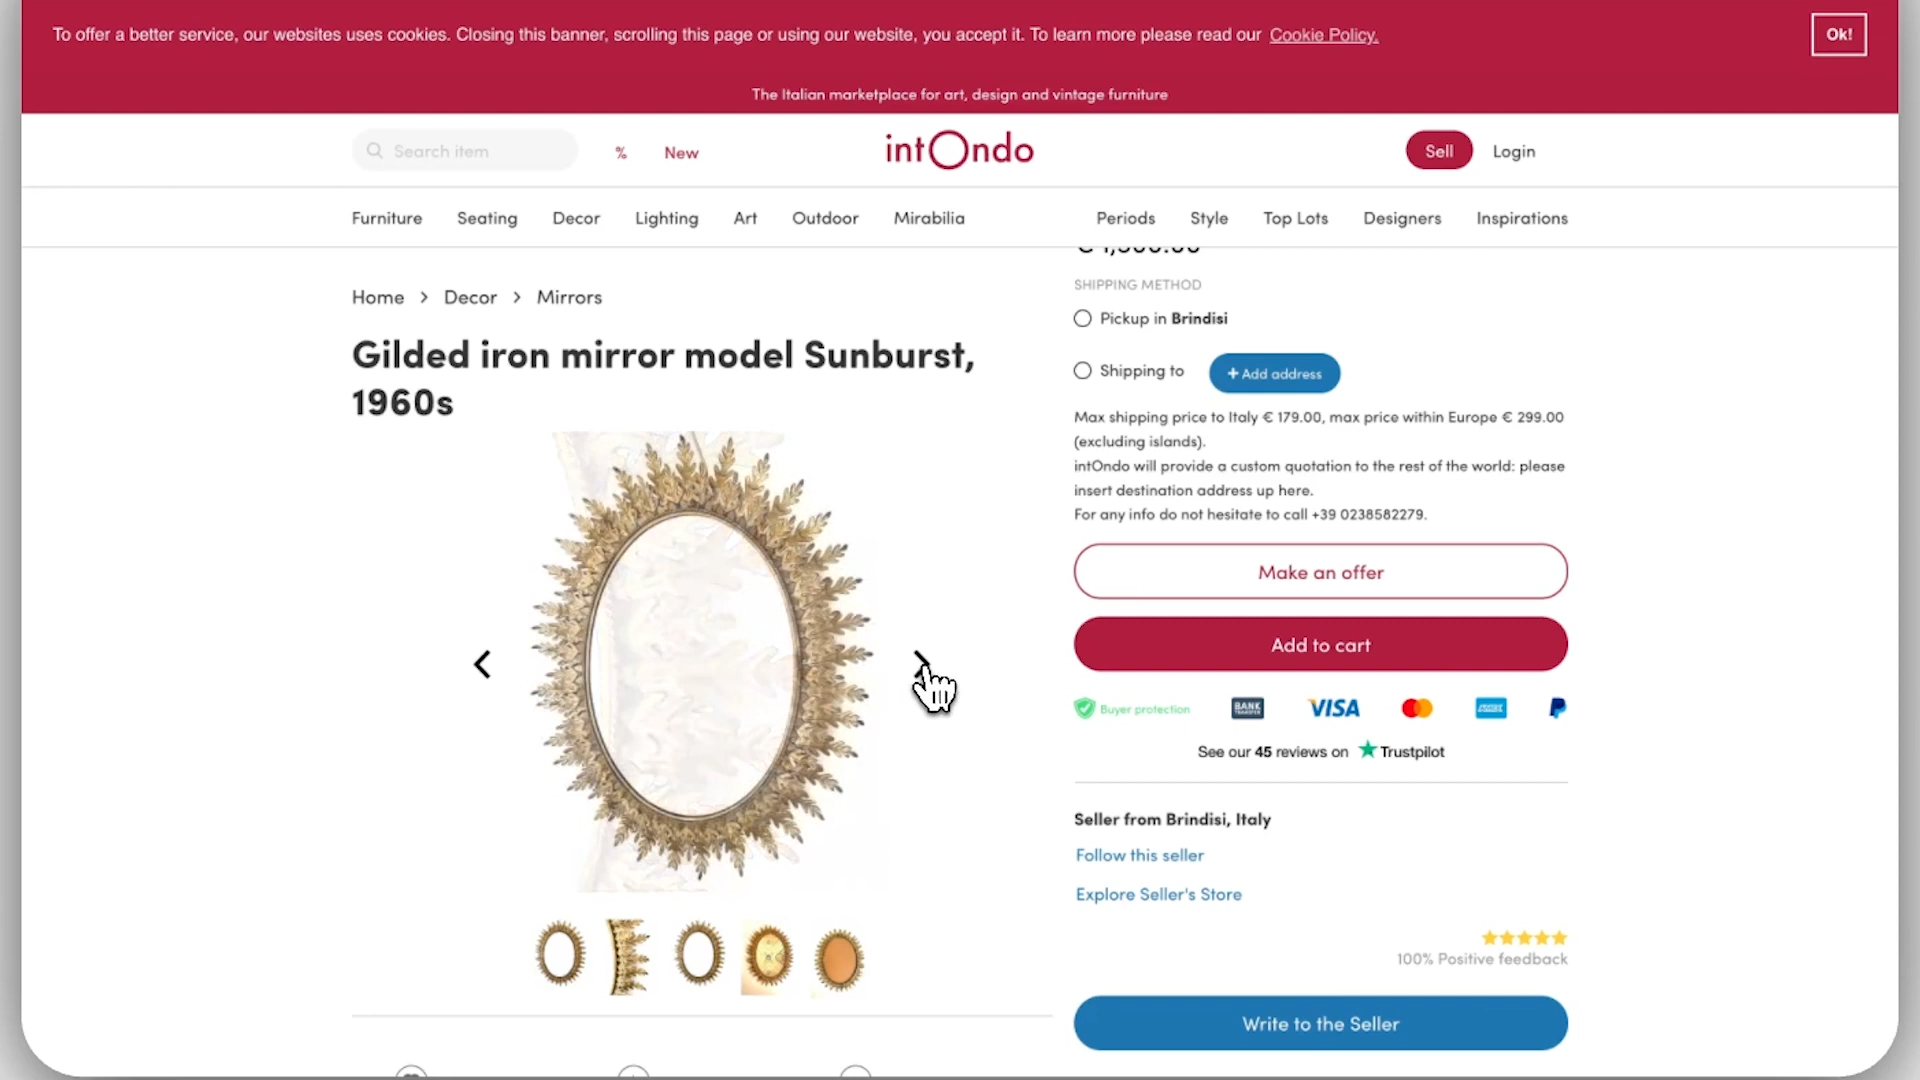 To offer a better service, our websites uses cookies. Closing this banner, scrolling this page or using our website, you accept it. To learn more please read our Cookie Policy.
Ok!
The Italian marketplace for art, design and vintage furniture
Search item
%
New
intOndo
Sell
Login
Furniture
Seating
Decor
Lighting
Art
Outdoor
Mirabilia
Periods
Style
Top Lots
Designers
Inspirations
Home > Decor > Mirrors
Gilded iron mirror model Sunburst,
1960s
SHIPPING METHOD
Pickup in Brindisi
Shipping to
+ Add address
Max shipping price to Italy € 179.00, max price within Europe € 299.00
(excluding islands).
intOndo will provide a custom quotation to the rest of the world: please
insert destination address up here.
For any info do not hesitate to call +39 0238582279.
Make an offer
Add to cart
Buyer protection
BANK
TRANSFER
VISA
See our 45 reviews on Trustpilot
Seller from Brindisi, Italy
Follow this seller
Explore Seller's Store
100% Positive feedback
Write to the Seller